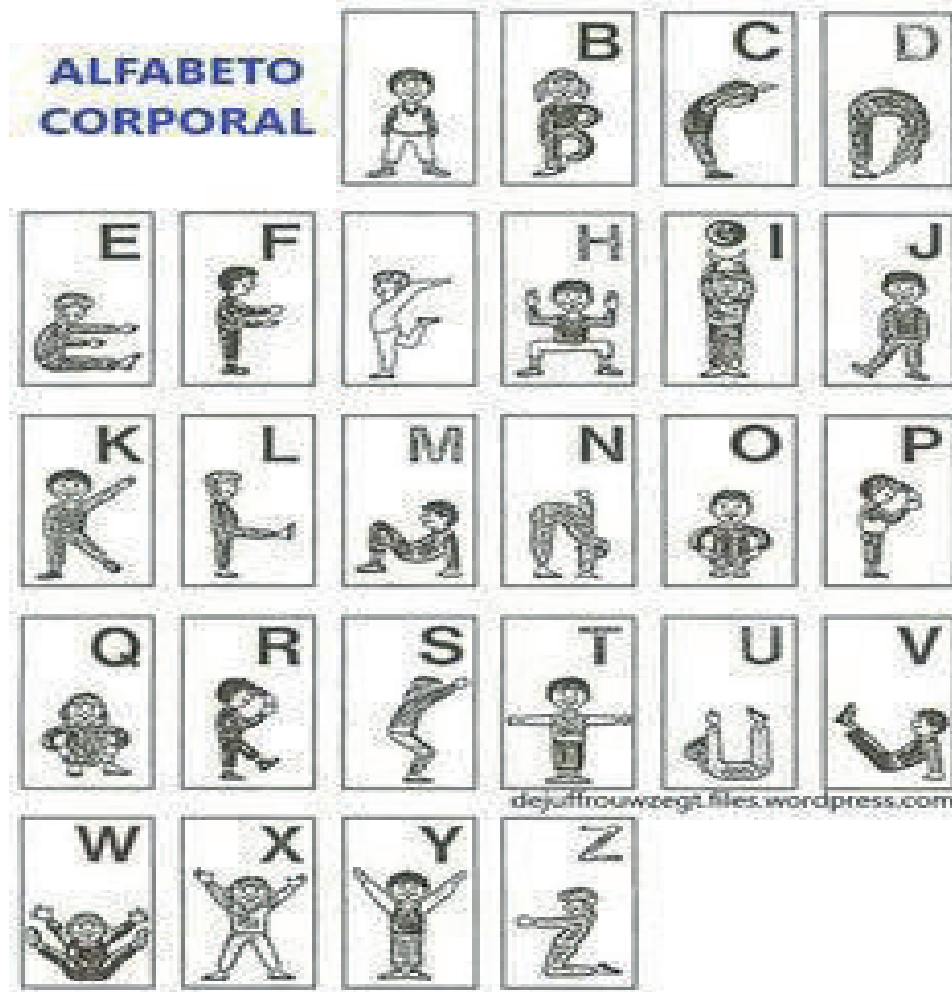 ALFABETO
CORPORAL
B C D
E F H I J
K L M N O P
Q R S T U V
dejuffrouwzegt.files.wordpress.com
W X Y Z